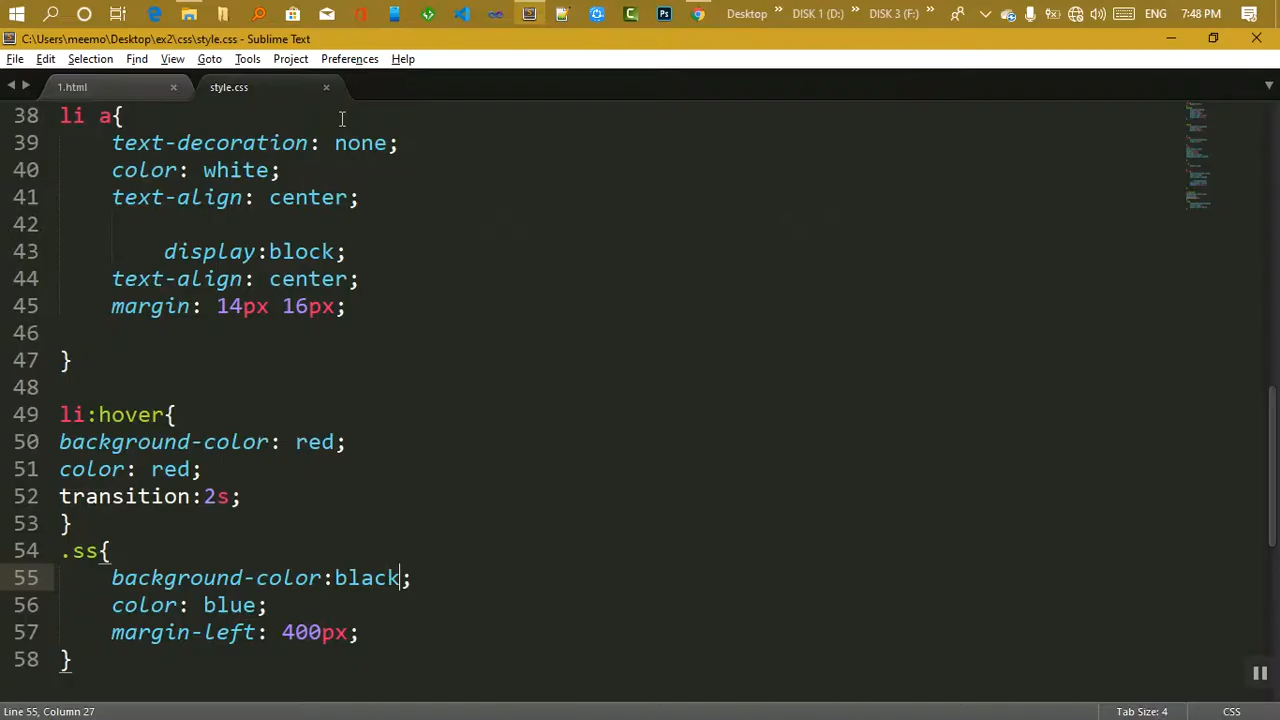 Desktop
DISK 1 (D:)
DISK 3 (F:)
ENG
7:48 PM
C:\Users\meemo\Desktop\ex2\css\style.css - Sublime Text
File Edit Selection Find View Goto Tools Project Preferences Help
1.html
style.css
38 li a{
39 text-decoration: none;
40 color: white;
41 text-align: center;
42
43 display:block;
44 text-align: center;
45 margin: 14px 16px;
46
47 }
48
49 li:hover{
50 background-color: red;
51 color: red;
52 transition:2s;
53 }
54 .ss{
55 background-color:black;
56 color: blue;
57 margin-left: 400px;
58 }
Line 55, Column 27
Tab Size: 4
CSS